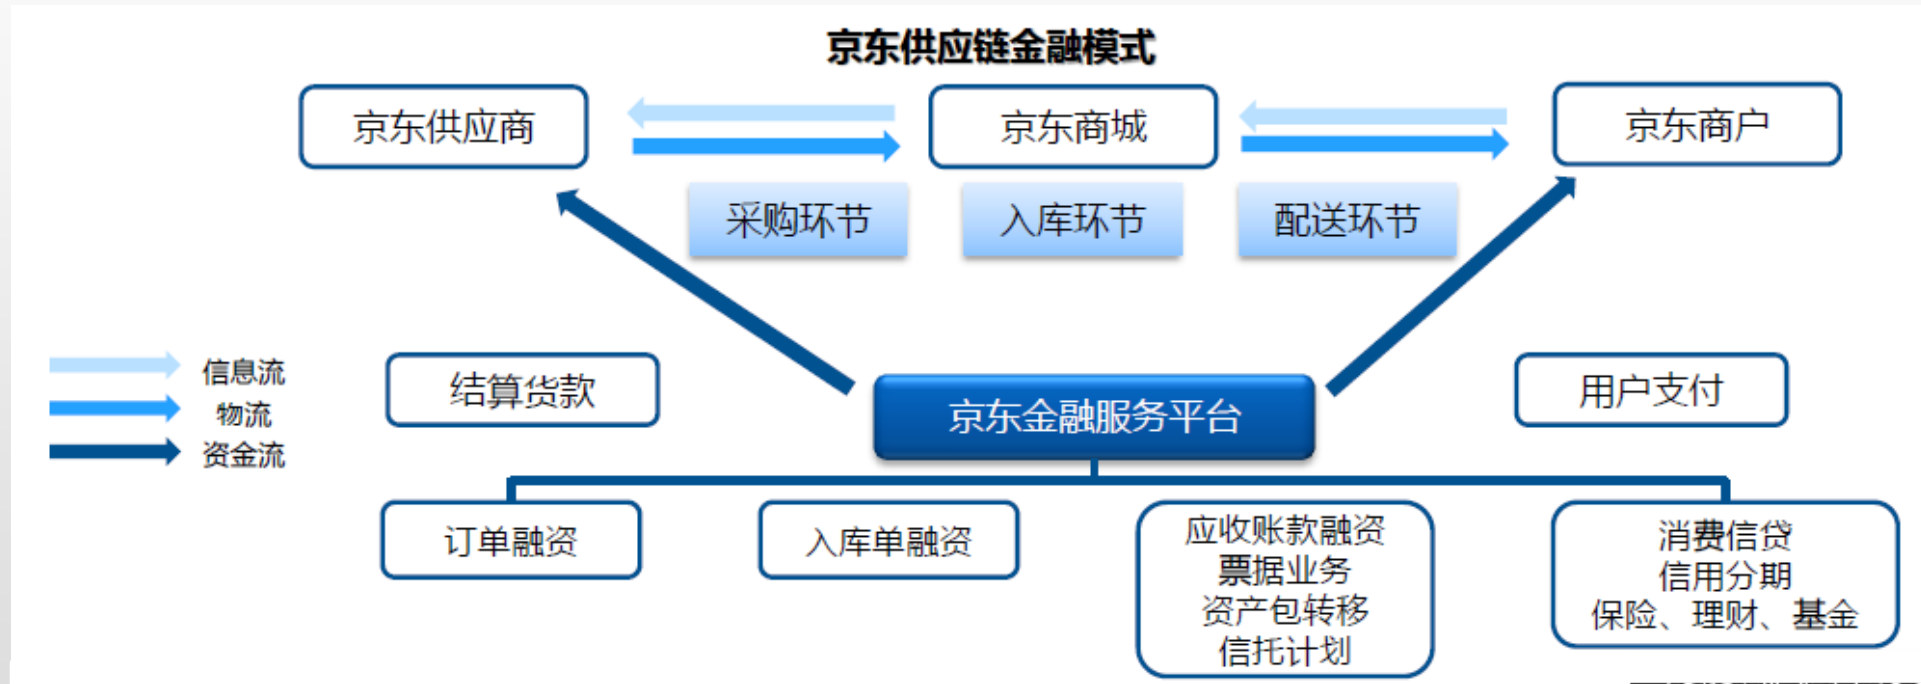 京东供应链金融模式
京东供应商
京东商城
京东商户
采购环节
入库环节
配送环节
信息流
物流
资金流
结算货款
京东金融服务平台
用户支付
订单融资
入库单融资
应收账款融资
票据业务
资产包转移
信托计划
消费信贷
信用分期
保险、理财、基金